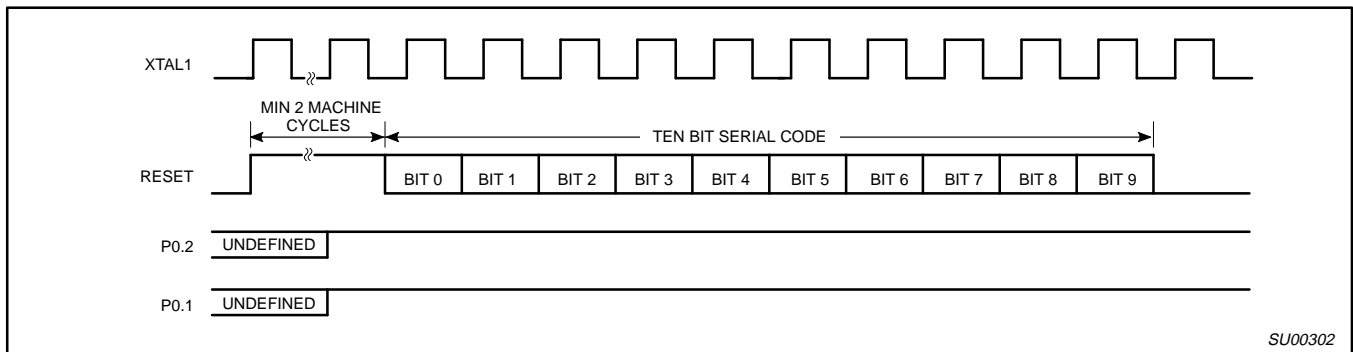 XTAL1
MIN 2 MACHINE
CYCLES
TEN BIT SERIAL CODE
RESET
BIT 0 BIT 1 BIT 2 BIT 3 BIT 4 BIT 5 BIT 6 BIT 7 BIT 8 BIT 9
P0.2 UNDEFINED
P0.1 UNDEFINED
SU00302